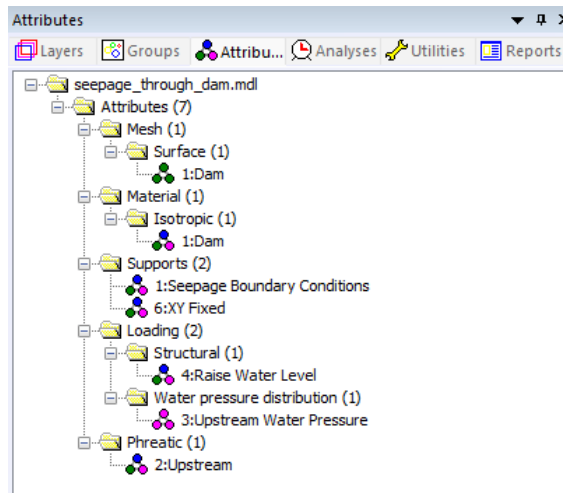 Attributes
Layers Groups Attribu... Analyses Utilities Reports
seepage_through_dam.mdl
Attributes (7)
Mesh (1)
Surface (1)
1:Dam
Material (1)
Isotropic (1)
1:Dam
Supports (2)
1:Seepage Boundary Conditions
6:XY Fixed
Loading (2)
Structural (1)
4:Raise Water Level
Water pressure distribution (1)
3:Upstream Water Pressure
Phreatic (1)
2:Upstream